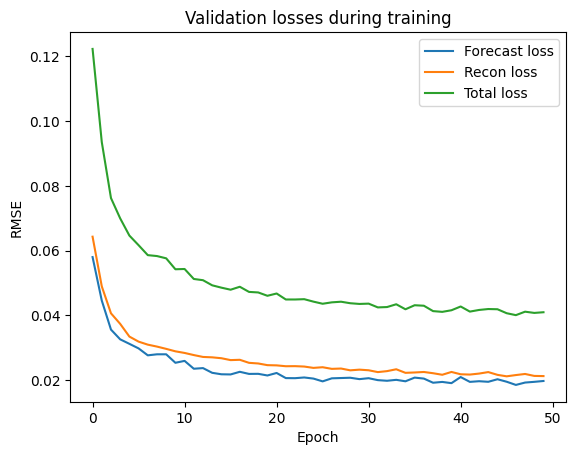 Validation losses during training
Forecast loss
Recon loss
Total loss
RMSE
0.12
0.10
0.08
0.06
0.04
0.02
0 10 20 30 40 50
Epoch